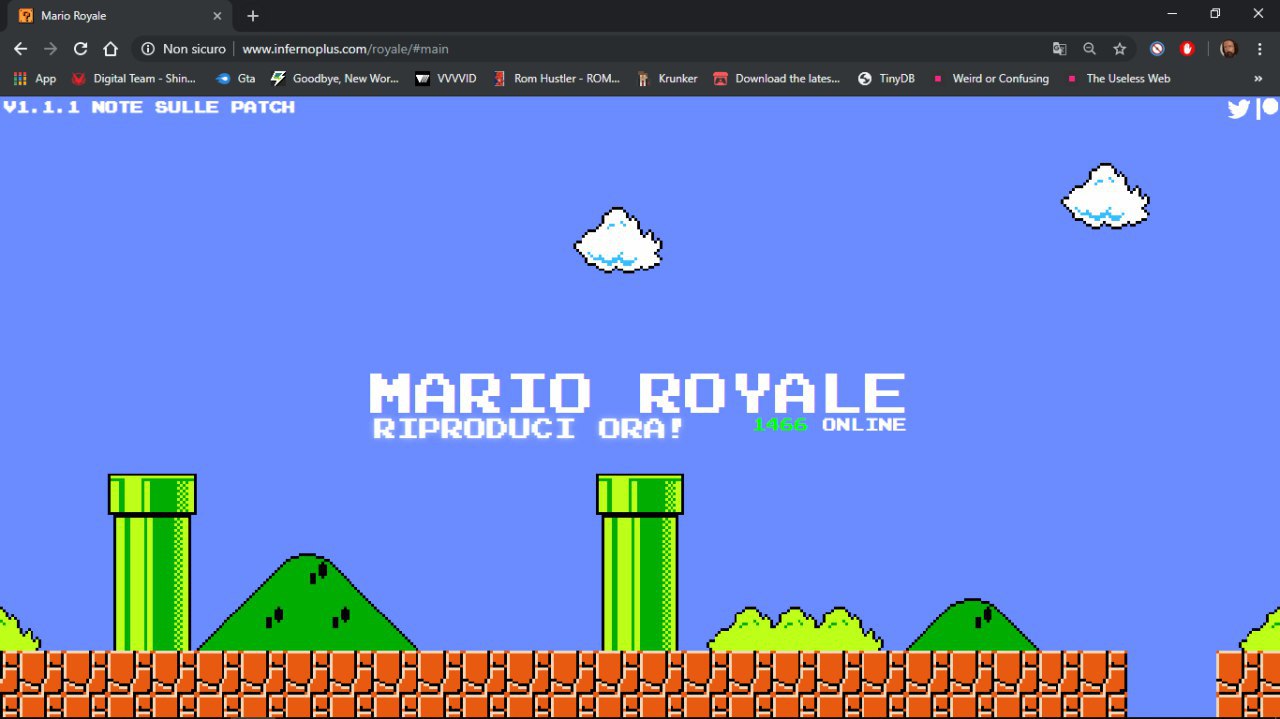 Mario Royale
Non sicuro www.infernoplus.com/royale/#main
App Digital Team - Shin... Gta Goodbye, New Wor... VVVVID Rom Hustler - ROM... Krunker Download the lates... TinyDB Weird or Confusing The Useless Web »
V1.1.1 NOTE SULLE PATCH
MARIO ROYALE
RIPRODUCI ORA! 1466 ONLINE